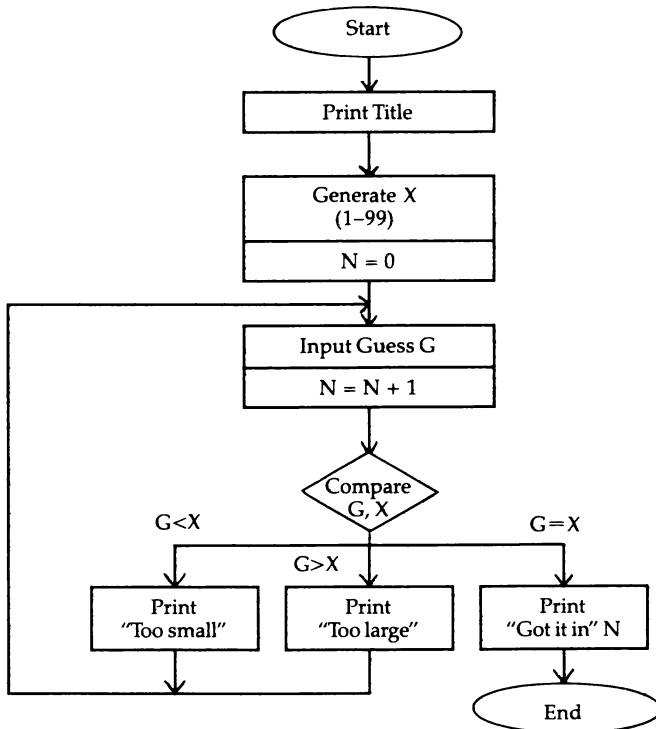 Start
Print Title
Generate X
(1–99)
N = 0
Input Guess G
N = N + 1
Compare
G, X
G<X
G>X
G=X
Print
"Too small"
Print
"Too large"
Print
"Got it in" N
End